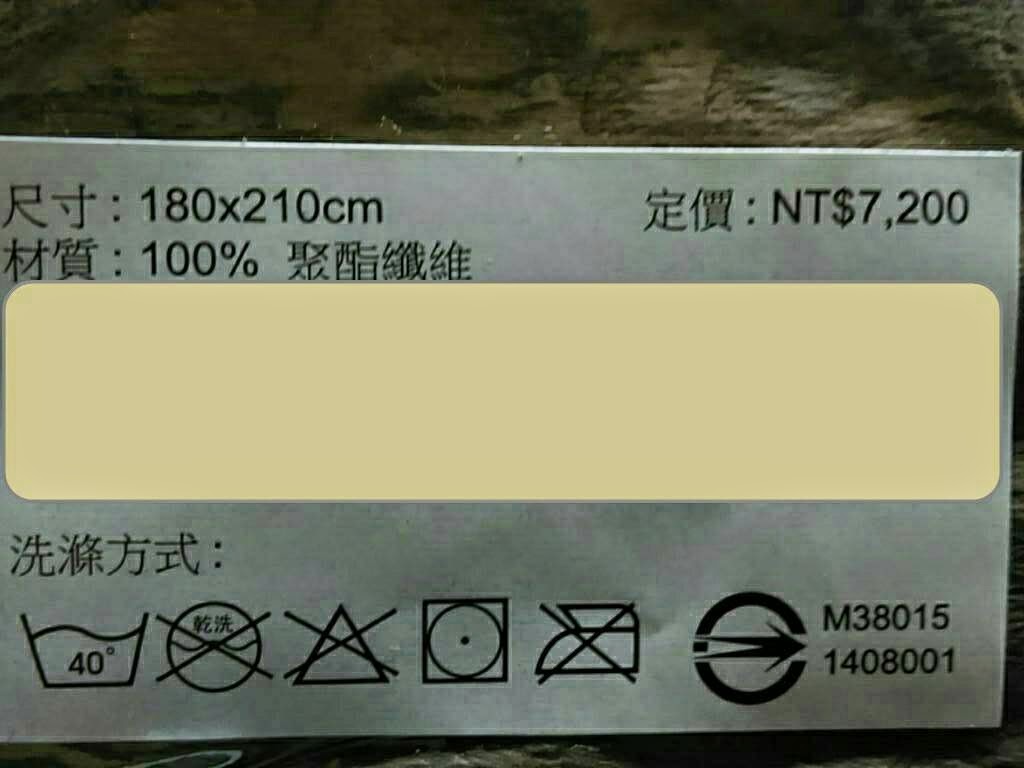 尺寸 : 180x210cm 定價 : NT$7,200
材質 : 100% 聚酯纖維
洗滌方式 :
40° 乾洗 M38015
1408001